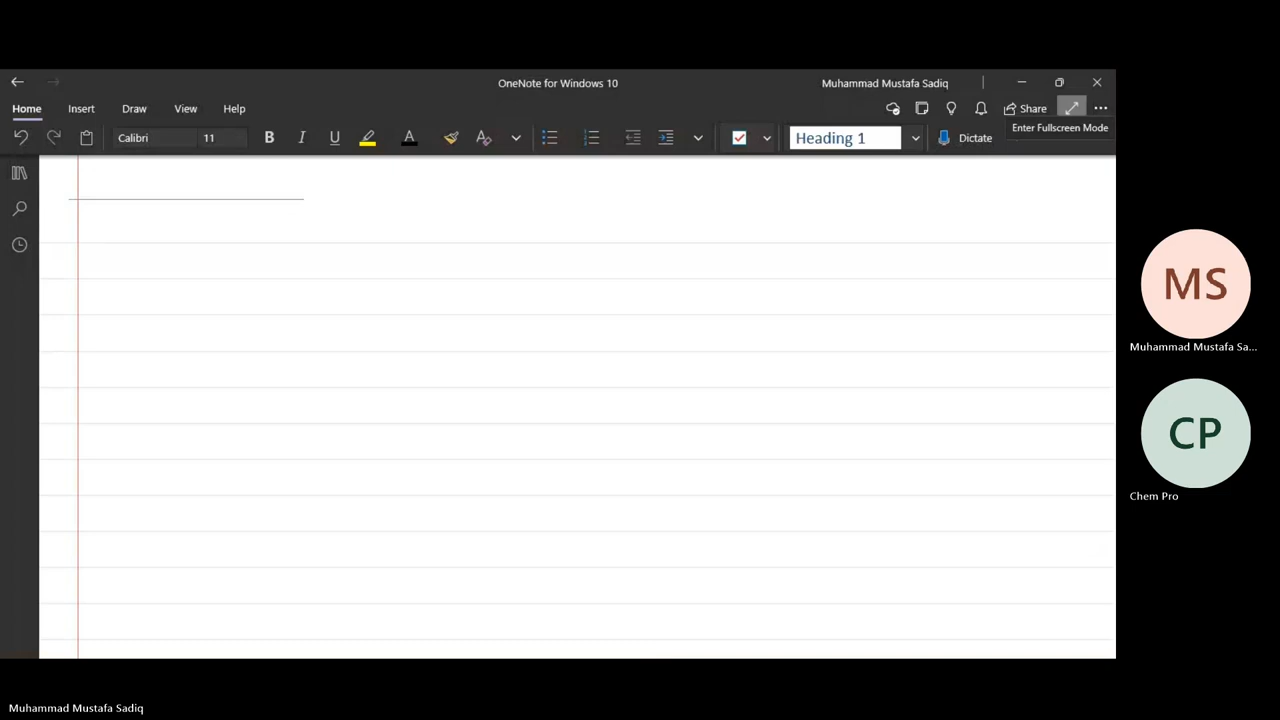 OneNote for Windows 10
Muhammad Mustafa Sadiq
Home Insert Draw View Help
Share
Enter Fullscreen Mode
Calibri 11 B I U A
Heading 1
Dictate
MS
Muhammad Mustafa Sa...
CP
Chem Pro
Muhammad Mustafa Sadiq